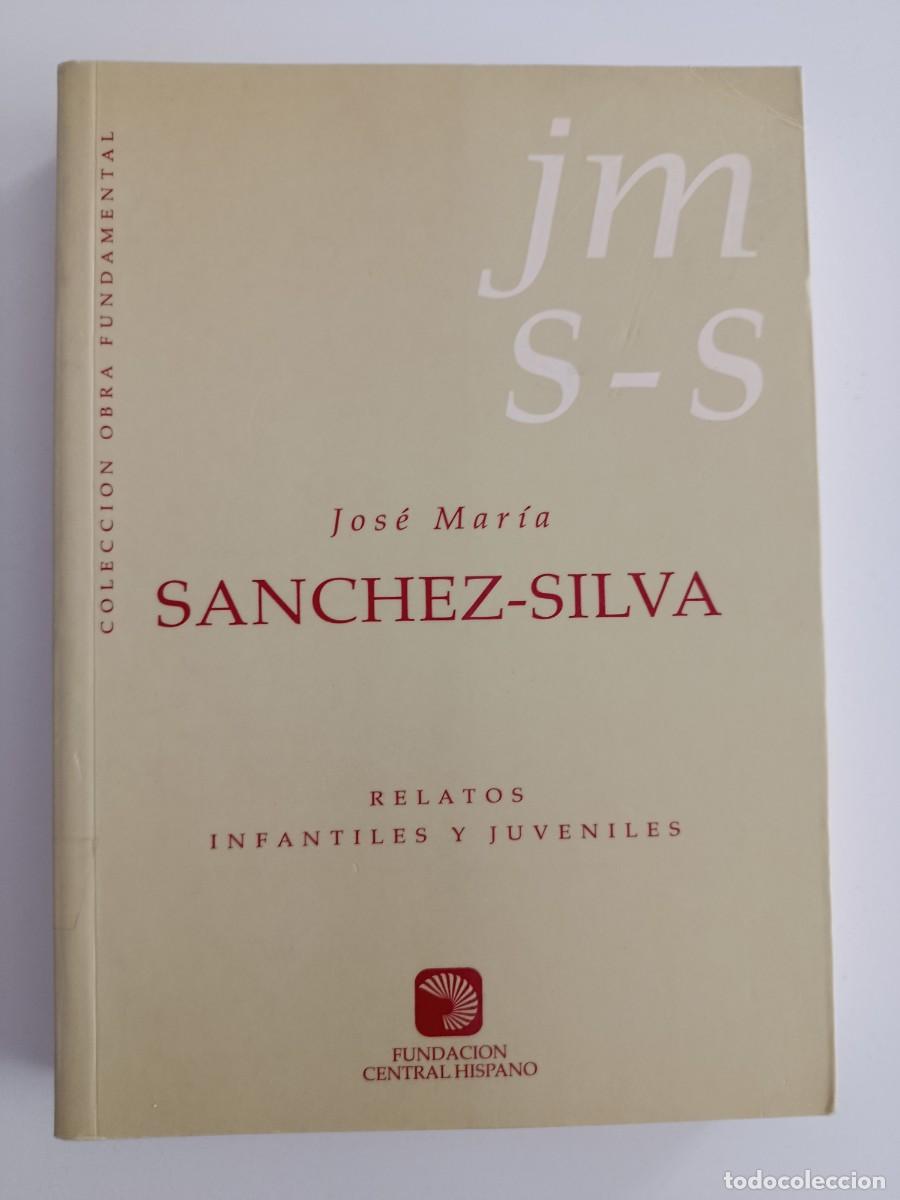 COLECCION OBRA FUNDAMENTAL
jm
s-s
José María
SANCHEZ-SILVA
RELATOS
INFANTILES Y JUVENILES
FUNDACION
CENTRAL HISPANO
todocoleccion